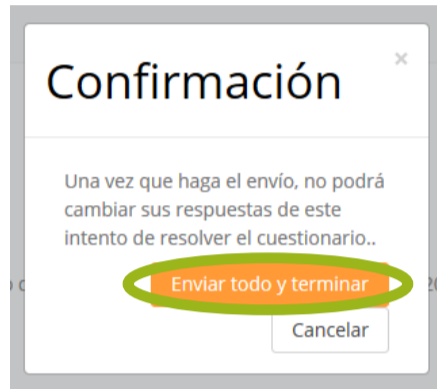 Confirmación
×
Una vez que haga el envío, no podrá
cambiar sus respuestas de este
intento de resolver el cuestionario..
Enviar todo y terminar
Cancelar